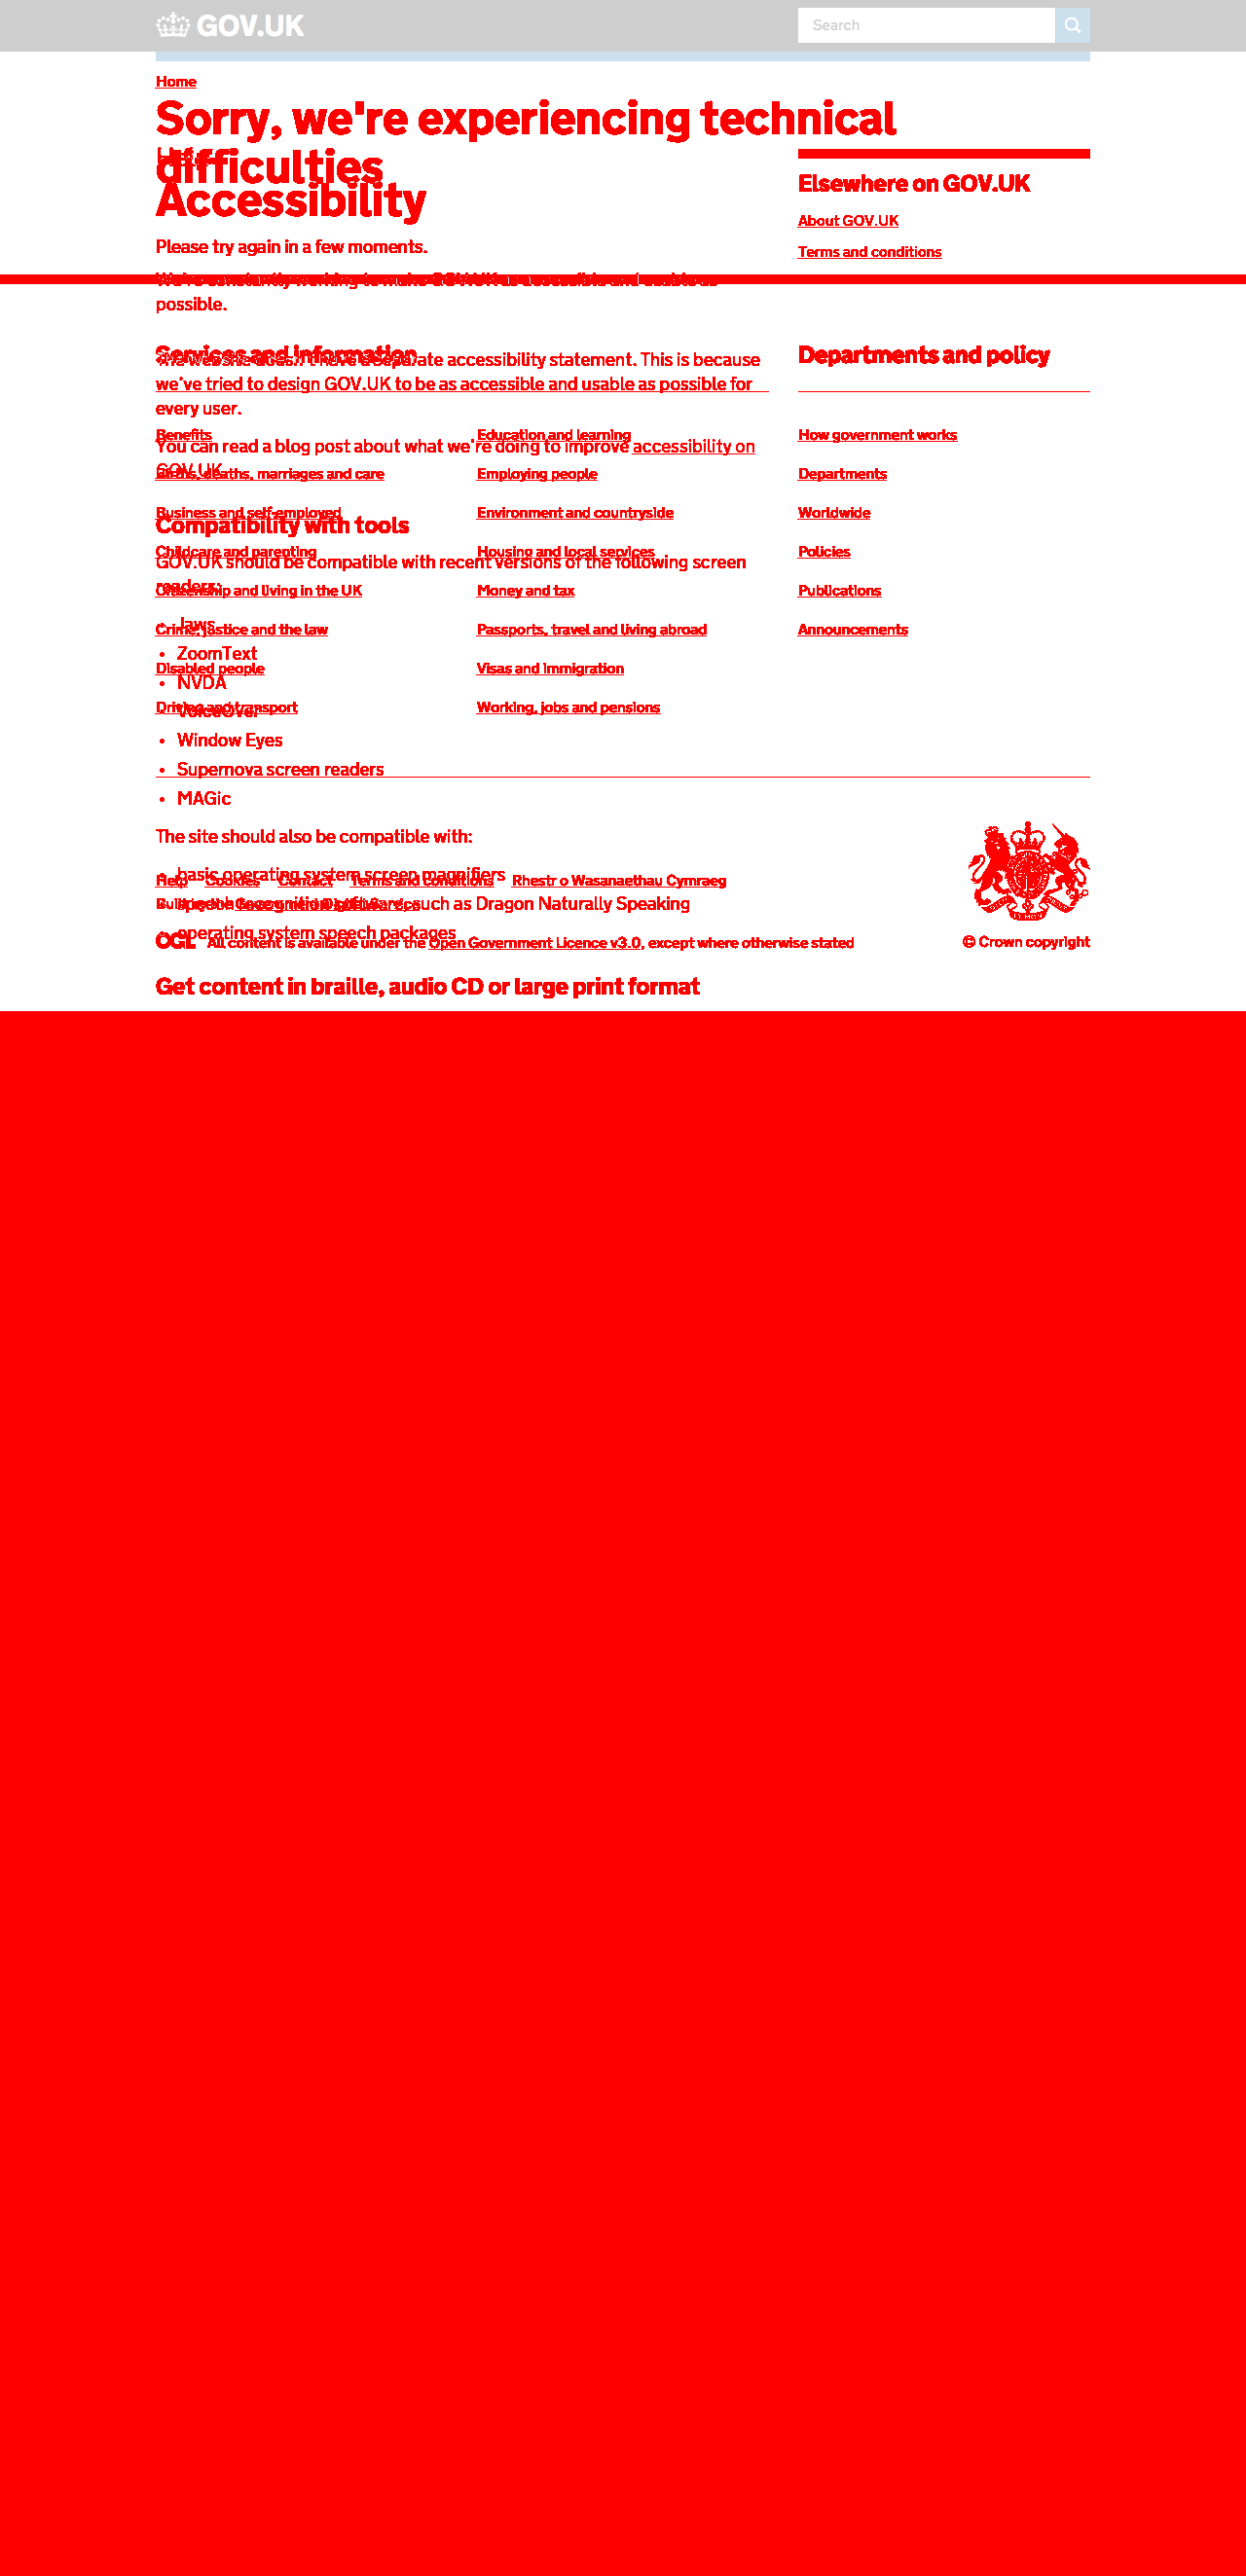 GOV.UK
Search
Home
Sorry, we're experiencing technical
difficulties
Accessibility
Elsewhere on GOV.UK
About GOV.UK
Please try again in a few moments.
Terms and conditions
We're constantly working to make GOV.UK as accessible and usable as
possible.
Services and information
Departments and policy
This website doesn't have a separate accessibility statement. This is because
we've tried to design GOV.UK to be as accessible and usable as possible for
every user.
Benefits
Education and learning
How government works
You can read a blog post about what we're doing to improve accessibility on
GOV.UK
deaths, marriages and care
Employing people
Departments
Business and self-employed
Environment and countryside
Worldwide
Compatibility with tools
Childcare and parenting
Housing and local services
Policies
GOV.UK should be compatible with recent versions of the following screen
readers:
Citizenship and living in the UK
Money and tax
Publications
• Jaws
Crime, justice and the law
Passports, travel and living abroad
Announcements
• ZoomText
Disabled people
Visas and immigration
• NVDA
Driving and transport
Working, jobs and pensions
VoiceOver
• Window Eyes
• Supernova screen readers
• MAGic
The site should also be compatible with:
• basic operating system screen magnifiers
Help Cookies Contact Terms and conditions Rhestr o Wasanaethau Cymraeg
speech recognition software, such as Dragon Naturally Speaking
operating system speech packages
OGL All content is available under the Open Government Licence v3.0, except where otherwise stated
© Crown copyright
Get content in braille, audio CD or large print format